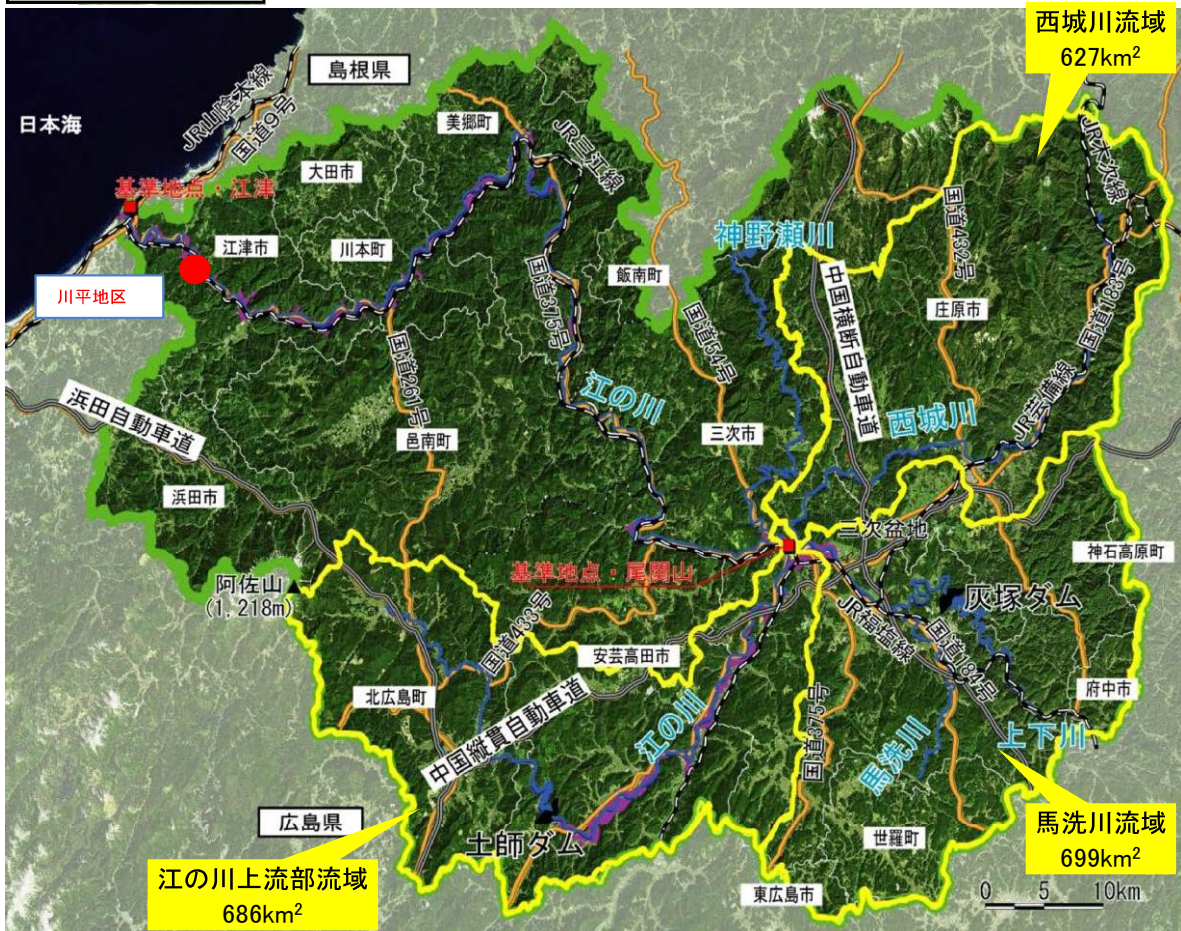 西城川流域
627km²
島根県
日本海
JR山陰本線
国道9号
美郷町
JR三江線
JR木次線
大田市
基準地点・江津
国道432号
江津市
川本町
神野瀬川
飯南町
国道183号
川平地区
国道375号
中国横断自動車道
庄原市
国道54号
国道261号
江の川
JR芸備線
浜田自動車道
西城川
三次市
邑南町
浜田市
三次盆地
神石高原町
基準地点・尾関山
阿佐山
(1,218m)
灰塚ダム
国道433号
JR福塩線
安芸高田市
国道184号
北広島町
府中市
中国縦貫自動車道
江の川
国道375号
上下川
馬洗川
広島県
土師ダム
世羅町
馬洗川流域
699km²
江の川上流部流域
686km²
東広島市
0 5 10km